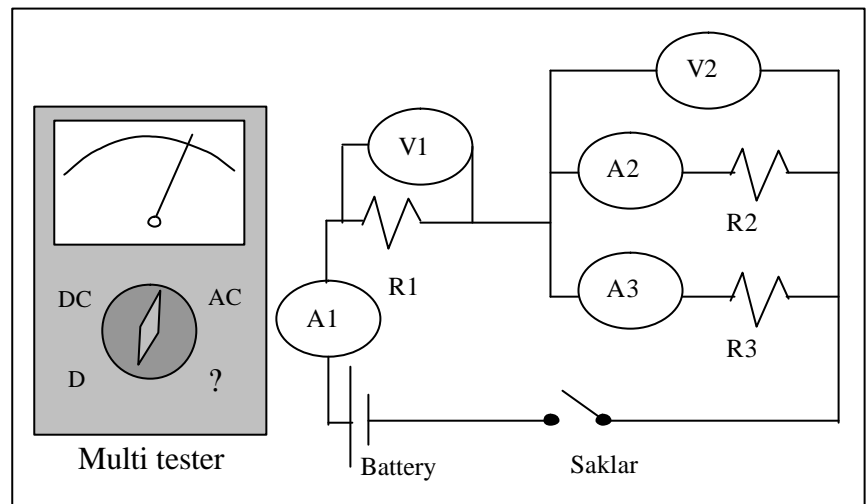 V2
V1
A2
R2
DC
AC
R1
A3
A1
R3
D
?
Multi tester
Battery
Saklar